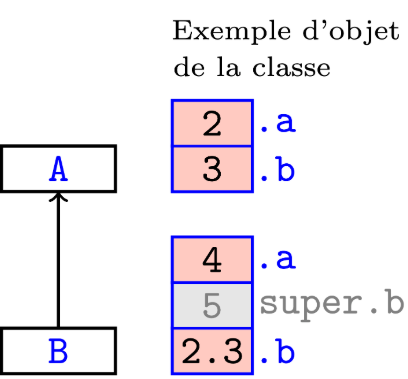 Exemple d'objet
de la classe
2 .a
A 3 .b
4 .a
5 super.b
B 2.3 .b